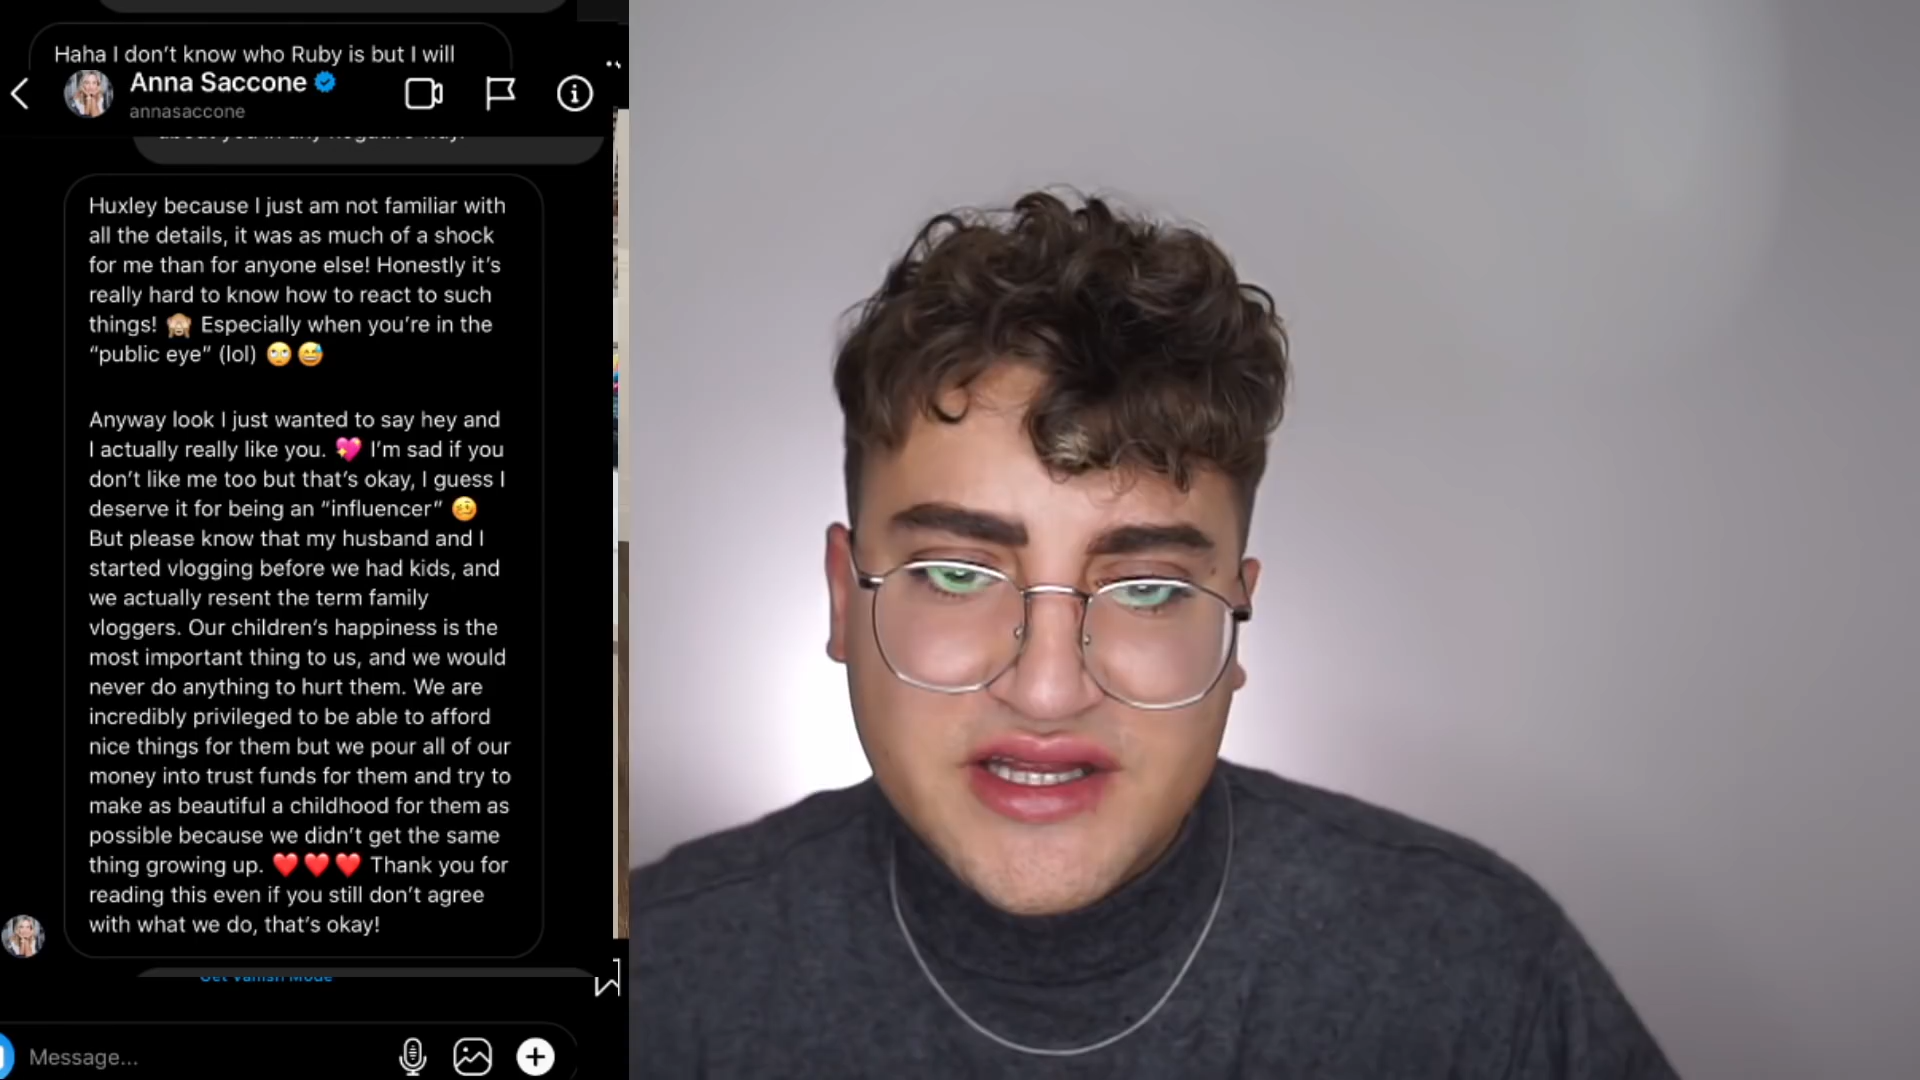 Haha I don't know who Ruby is but I will
Anna Saccone
annasaccone
about you in any negative way.
Huxley because I just am not familiar with
all the details, it was as much of a shock
for me than for anyone else! Honestly it's
really hard to know how to react to such
things! 🙈 Especially when you're in the
“public eye” (lol) 🙄 😅
Anyway look I just wanted to say hey and
I actually really like you. 💖 I'm sad if you
don't like me too but that's okay, I guess I
deserve it for being an “influencer” 🥴
But please know that my husband and I
started vlogging before we had kids, and
we actually resent the term family
vloggers. Our children's happiness is the
most important thing to us, and we would
never do anything to hurt them. We are
incredibly privileged to be able to afford
nice things for them but we pour all of our
money into trust funds for them and try to
make as beautiful a childhood for them as
possible because we didn't get the same
thing growing up. ❤️❤️❤️ Thank you for
reading this even if you still don't agree
with what we do, that's okay!
Get Vanish Mode
Message...